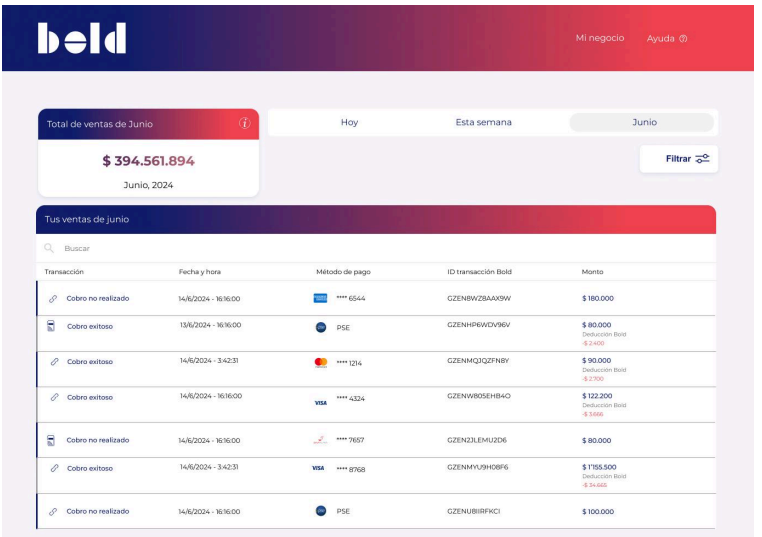 bold
Mi negocio Ayuda
Total de ventas de Junio
$ 394.561.894
Junio, 2024
Hoy Esta semana Junio
Filtrar
Tus ventas de junio
Buscar
Transacción Fecha y hora Método de pago ID transacción Bold Monto
Cobro no realizado 14/6/2024 - 16:16:00 **** 6544 GZEN8WZ8AAX9W $ 180.000
Cobro exitoso 13/6/2024 - 16:16:00 PSE GZENHP6WDV96V $ 80.000
Deducción Bold
-$ 2.400
Cobro exitoso 14/6/2024 - 3:42:31 **** 1214 GZENMQJQZFN8Y $ 90.000
Deducción Bold
-$ 2.700
Cobro exitoso 14/6/2024 - 16:16:00 VISA **** 4324 GZENW805EHB4O $ 122.200
Deducción Bold
-$ 3.666
Cobro no realizado 14/6/2024 - 16:16:00 **** 7657 GZEN2JLEMU2D6 $ 80.000
Cobro exitoso 14/6/2024 - 3:42:31 VISA **** 8768 GZENMYU9H08F6 $ 1'155.500
Deducción Bold
-$ 34.665
Cobro no realizado 14/6/2024 - 16:16:00 PSE GZENU8IIRFKCI $ 100.000